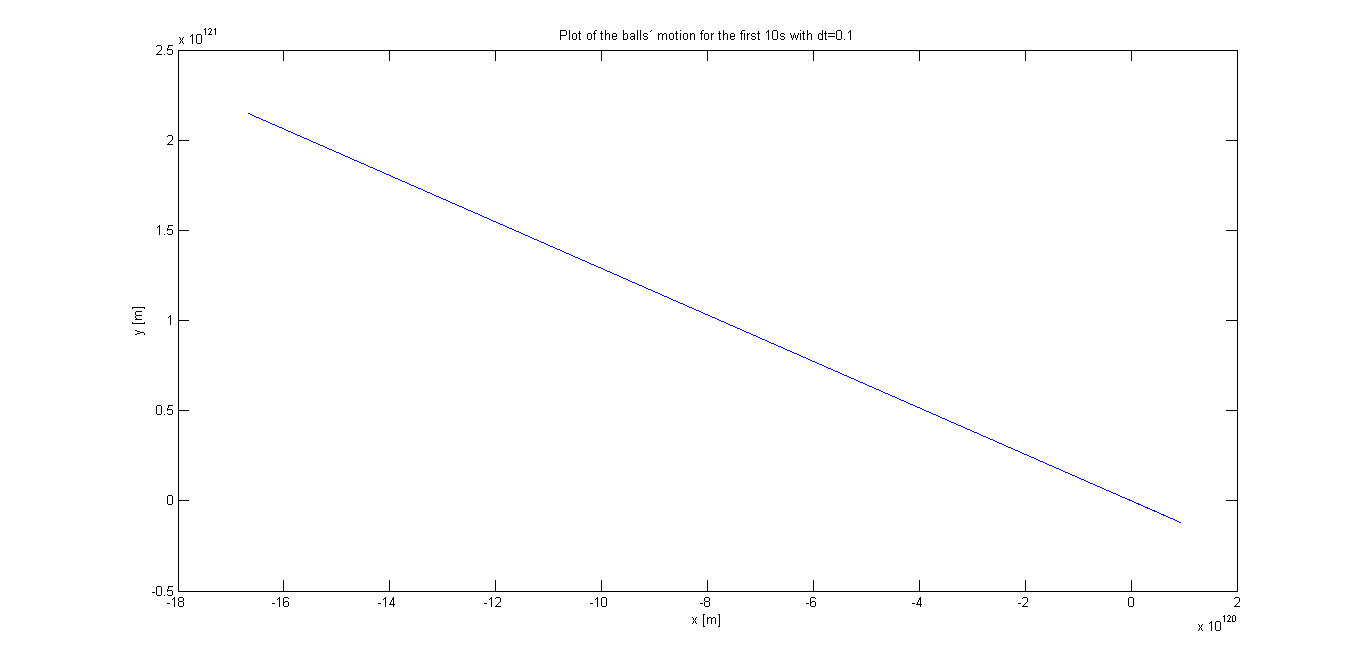 Plot of the balls´ motion for the first 10s with dt=0.1
x 10^121
2.5
2
1.5
1
0.5
0
-0.5
y [m]
-18 -16 -14 -12 -10 -8 -6 -4 -2 0 2
x [m]
x 10^120